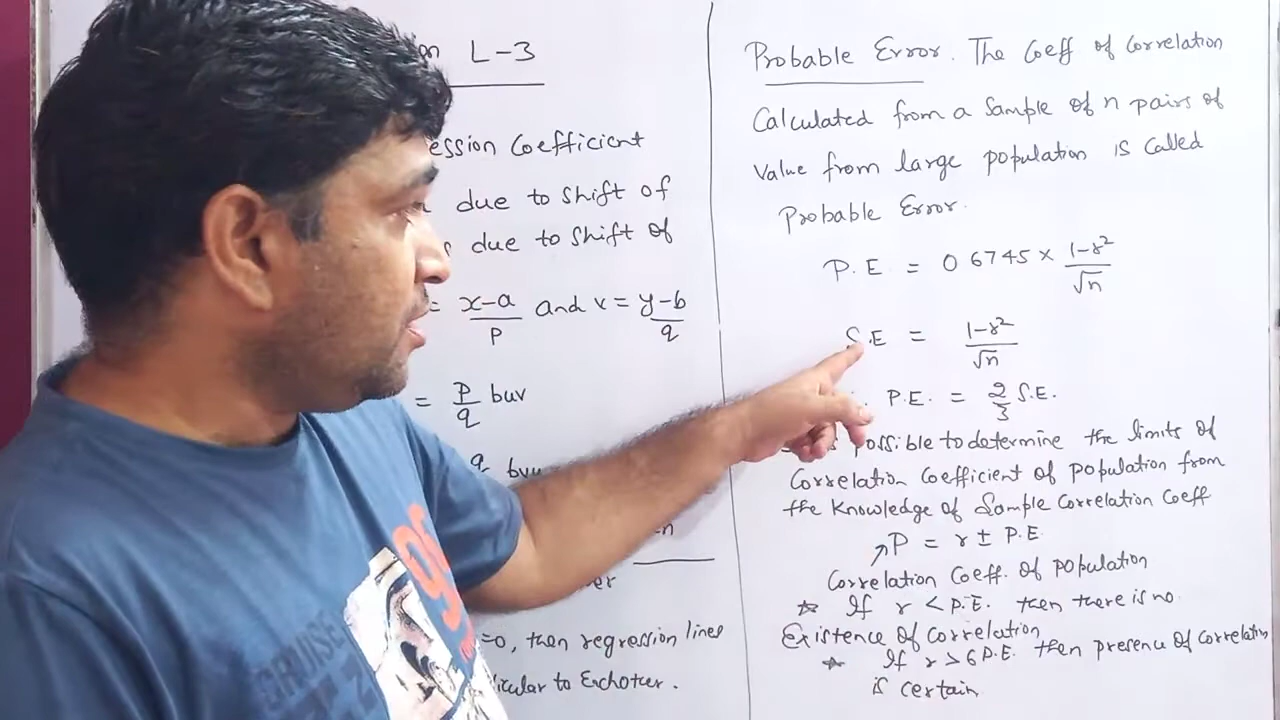 L-3
ession Coefficient
due to shift of
due to shift of
= x-a/p and v = y-b/q
= p/q buv
q
due
Probable Error. The Coeff of Correlation
Calculated from a Sample of n pairs of
value from large population is called
Probable Error.
P.E = 0 6745 × 1-r²/√n
S.E = 1-r²/√n
P.E. = 2/3 S.E.
possible to determine the limits of
Correlation Coefficient of population from
the knowledge of Sample Correlation Coeff
P = r ± P.E.
Correlation Coeff. of population
☆ If r < P.E. then there is no
Existence of Correlation
☆ If r > 6 P.E. then presence of Correlation
is certain
=0, then regression lines
icular to Eachother.
CRUISE